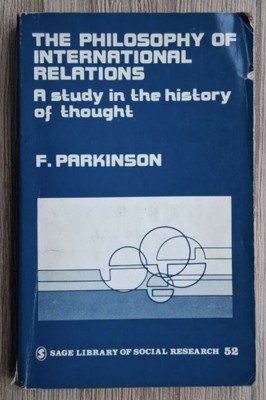 THE PHILOSOPHY OF
INTERNATIONAL
RELATIONS
A study in the history
of thought
F. PARKINSON
S SAGE LIBRARY OF SOCIAL RESEARCH 52